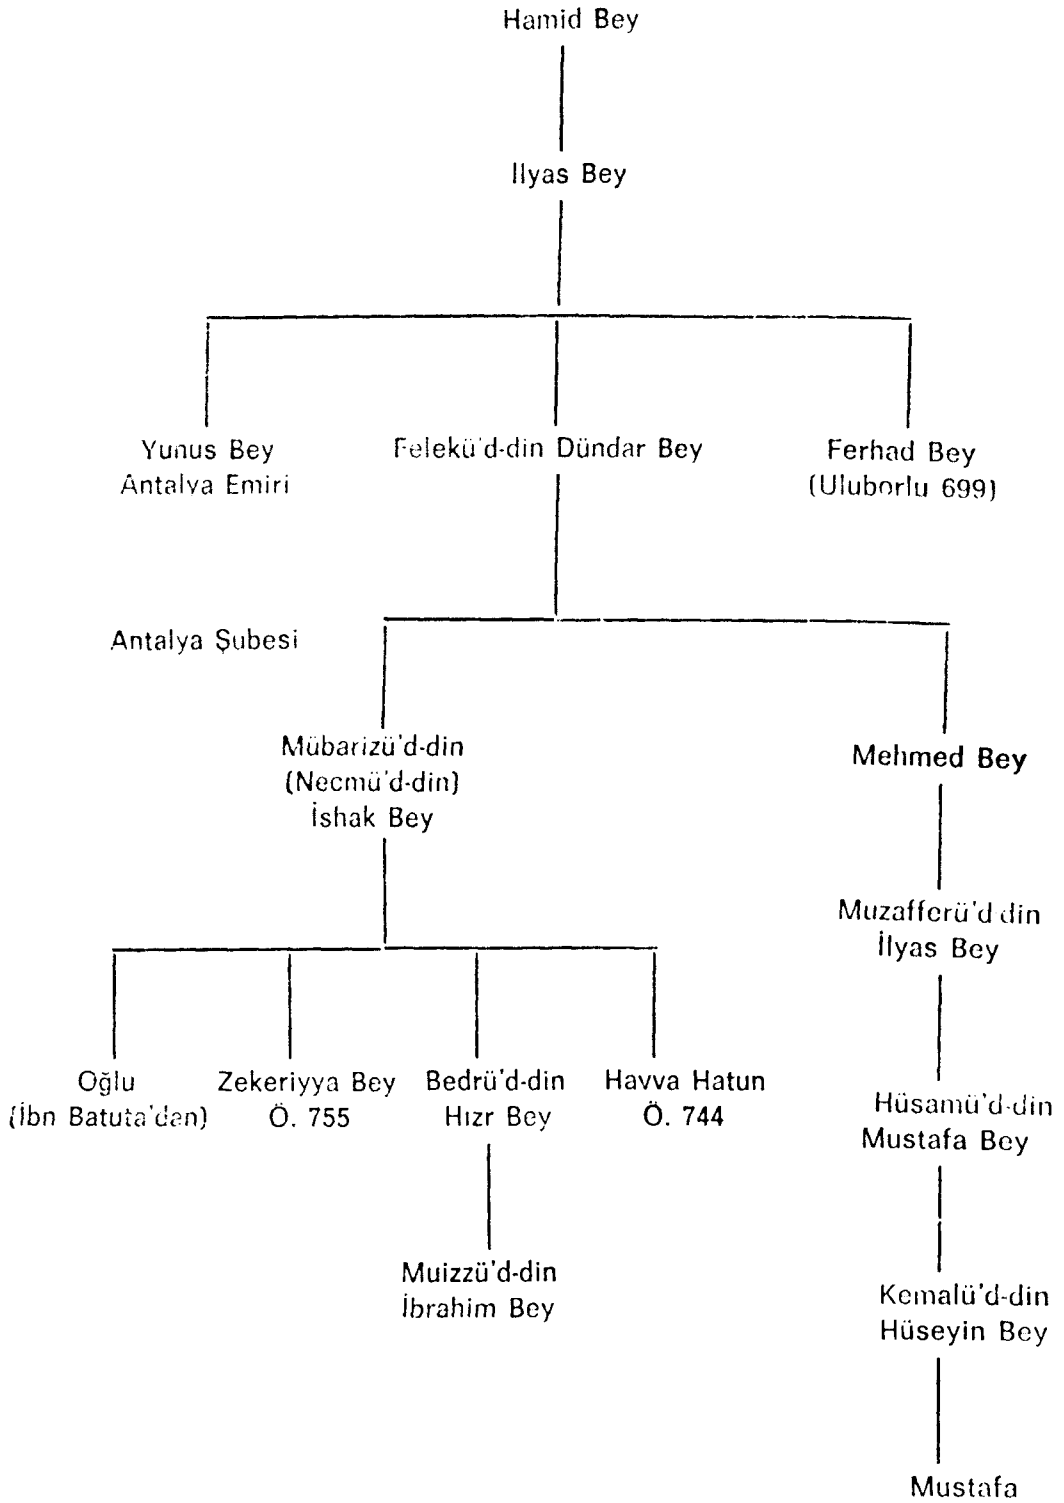 Hamid Bey
Ilyas Bey
Yunus Bey
Antalya Emiri
Felekü'd-din Dündar Bey
Ferhad Bey
(Uluborlu 699)
Antalya Şubesi
Mübarizü'd-din
(Necmü'd-din)
İshak Bey
Mehmed Bey
Muzafferü'd-din
İlyas Bey
Oğlu
(İbn Batuta'dan)
Zekeriyya Bey
Ö. 755
Bedrü'd-din
Hızr Bey
Havva Hatun
Ö. 744
Hüsamü'd-din
Mustafa Bey
Muizzü'd-din
İbrahim Bey
Kemalü'd-din
Hüseyin Bey
Mustafa